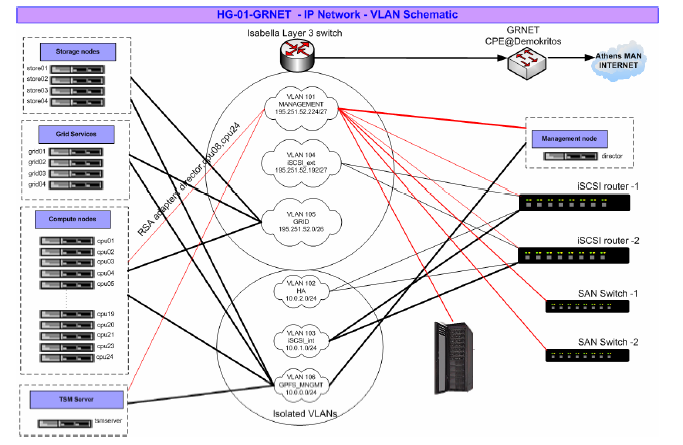 HG-01-GRNET - IP Network - VLAN Schematic
Isabella Layer 3 switch
GRNET
CPE@Demokritos
Athens MAN
INTERNET
Storage nodes
store01
store02
store03
store04
Grid Services
grid01
grid02
grid03
grid04
Compute nodes
cpu01
cpu02
cpu03
cpu04
cpu05
cpu19
cpu20
cpu21
cpu23
cpu24
TSM Server
tsmserver
RSA adapters director,cpu08,cpu24
VLAN 101
MANAGEMENT
195.251.52.224/27
VLAN 104
iSCSI_ext
195.251.52.192/27
VLAN 105
GRID
195.251.52.0/26
VLAN 102
HA
10.0.2.0/24
VLAN 103
iSCSI_int
10.0.1.0/24
VLAN 106
GPFS_MNGMT
10.0.0.0/24
Isolated VLANs
Management node
director
iSCSI router -1
iSCSI router -2
SAN Switch -1
SAN Switch -2